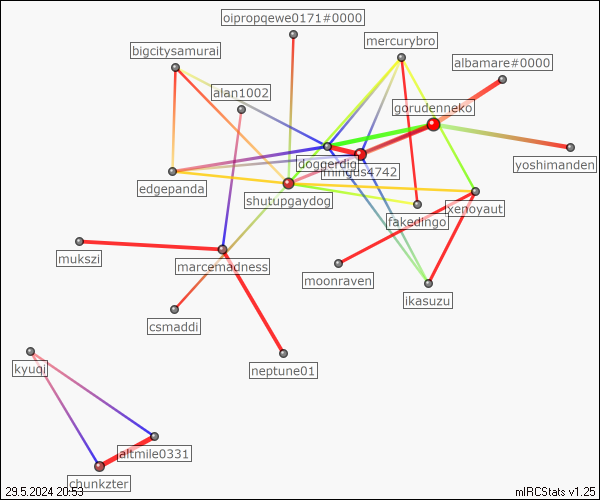 oipropqewe0171#0000
mercurybro
bigcitysamurai
albamare#0000
alan1002
gorudenneko
doggerdig
mingus4742
yoshimanden
edgepanda
shutupgaydog
xenoyaut
fakedingo
mukszi
marcemadness
moonraven
ikasuzu
csmaddi
kyuqi
neptune01
altmile0331
chunkzter
29.5.2024 20:53
mIRCStats v1.25